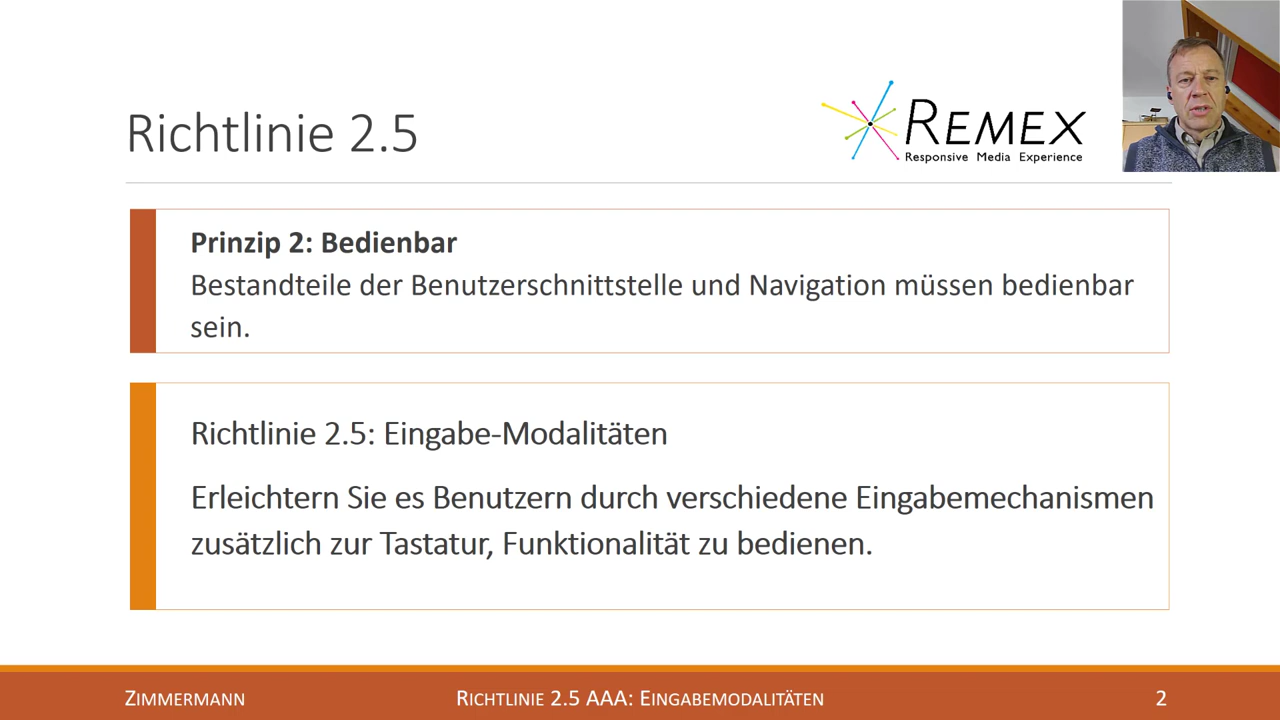 Richtlinie 2.5
REMEX
Responsive Media Experience
Prinzip 2: Bedienbar
Bestandteile der Benutzerschnittstelle und Navigation müssen bedienbar
sein.
Richtlinie 2.5: Eingabe-Modalitäten
Erleichtern Sie es Benutzern durch verschiedene Eingabemechanismen
zusätzlich zur Tastatur, Funktionalität zu bedienen.
ZIMMERMANN
RICHTLINIE 2.5 AAA: EINGABEMODALITÄTEN
2